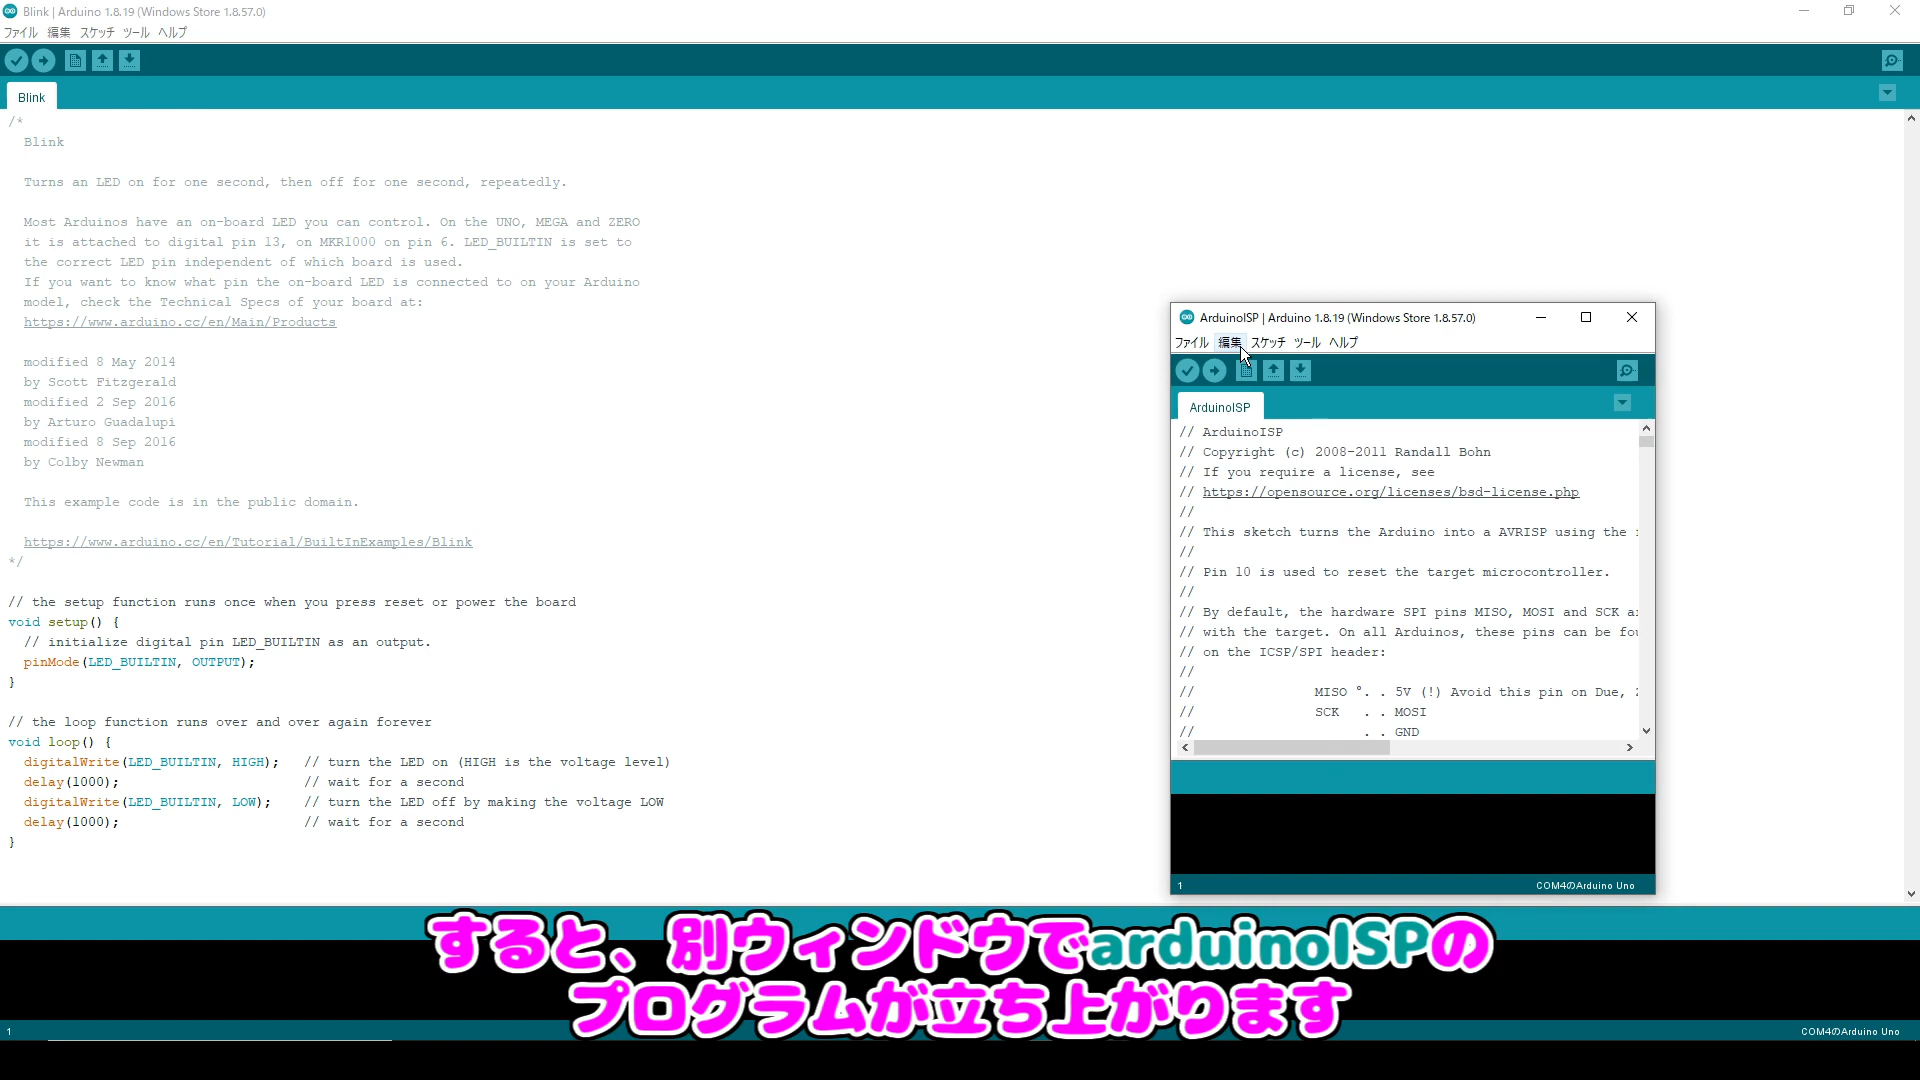 Blink | Arduino 1.8.19 (Windows Store 1.8.57.0)
ファイル 編集 スケッチ ツール ヘルプ
Blink
/*
Blink
Turns an LED on for one second, then off for one second, repeatedly.
Most Arduinos have an on-board LED you can control. On the UNO, MEGA and ZERO
it is attached to digital pin 13, on MKR1000 on pin 6. LED_BUILTIN is set to
the correct LED pin independent of which board is used.
If you want to know what pin the on-board LED is connected to on your Arduino
model, check the Technical Specs of your board at:
https://www.arduino.cc/en/Main/Products
modified 8 May 2014
by Scott Fitzgerald
modified 2 Sep 2016
by Arturo Guadalupi
modified 8 Sep 2016
by Colby Newman
This example code is in the public domain.
https://www.arduino.cc/en/Tutorial/BuiltInExamples/Blink
*/
// the setup function runs once when you press reset or power the board
void setup() {
// initialize digital pin LED_BUILTIN as an output.
pinMode(LED_BUILTIN, OUTPUT);
}
// the loop function runs over and over again forever
void loop() {
digitalWrite(LED_BUILTIN, HIGH);   // turn the LED on (HIGH is the voltage level)
delay(1000);                       // wait for a second
digitalWrite(LED_BUILTIN, LOW);    // turn the LED off by making the voltage LOW
delay(1000);                       // wait for a second
}
ArduinoISP | Arduino 1.8.19 (Windows Store 1.8.57.0)
ファイル 編集 スケッチ ツール ヘルプ
ArduinoISP
// ArduinoISP
// Copyright (c) 2008-2011 Randall Bohn
// If you require a license, see
// https://opensource.org/licenses/bsd-license.php
//
// This sketch turns the Arduino into a AVRISP using the
//
// Pin 10 is used to reset the target microcontroller.
//
// By default, the hardware SPI pins MISO, MOSI and SCK
// with the target. On all Arduinos, these pins can be
// on the ICSP/SPI header:
//
//               MISO °. . 5V (!) Avoid this pin on Due,
//               SCK   . . MOSI
//                     . . GND
1
COM4のArduino Uno
すると、別ウィンドウでarduinoISPの
プログラムが立ち上がります
1
COM4のArduino Uno